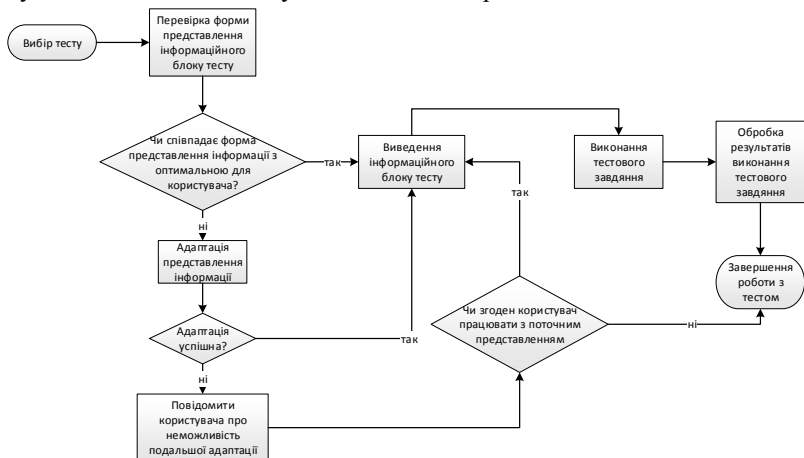 Вибір тесту
Перевірка форми
представлення
інформаційного
блоку тесту
Чи співпадає форма
представлення інформації з
оптимальною для
користувача?
так
ні
Адаптація
представлення
інформації
Адаптація
успішна?
так
ні
Повідомити
користувача про
неможливість
подальшої адаптації
Виведення
інформаційного
блоку тесту
так
Чи згоден користувач
працювати з поточним
представленням
ні
Виконання
тестового
завдяння
Обробка
результатів
виконання
тестового
завдяння
Завершення
роботи з
тестом